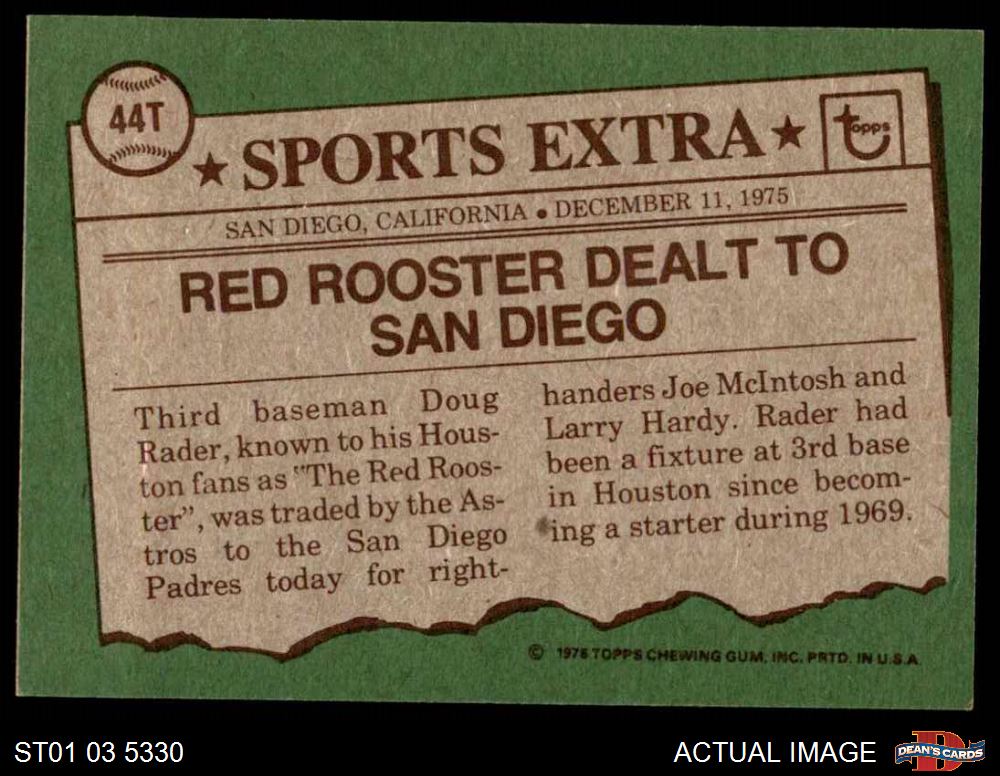 44T
★ SPORTS EXTRA ★
topps
SAN DIEGO, CALIFORNIA ● DECEMBER 11, 1975
RED ROOSTER DEALT TO
SAN DIEGO
Third baseman Doug
Rader, known to his Hous-
ton fans as "The Red Roos-
ter", was traded by the As-
tros to the San Diego
Padres today for right-
handers Joe McIntosh and
Larry Hardy. Rader had
been a fixture at 3rd base
in Houston since becom-
ing a starter during 1969.
© 1976 TOPPS CHEWING GUM, INC. PRTD. IN U.S.A.
ST01 03 5330
ACTUAL IMAGE
DEAN'S CARDS